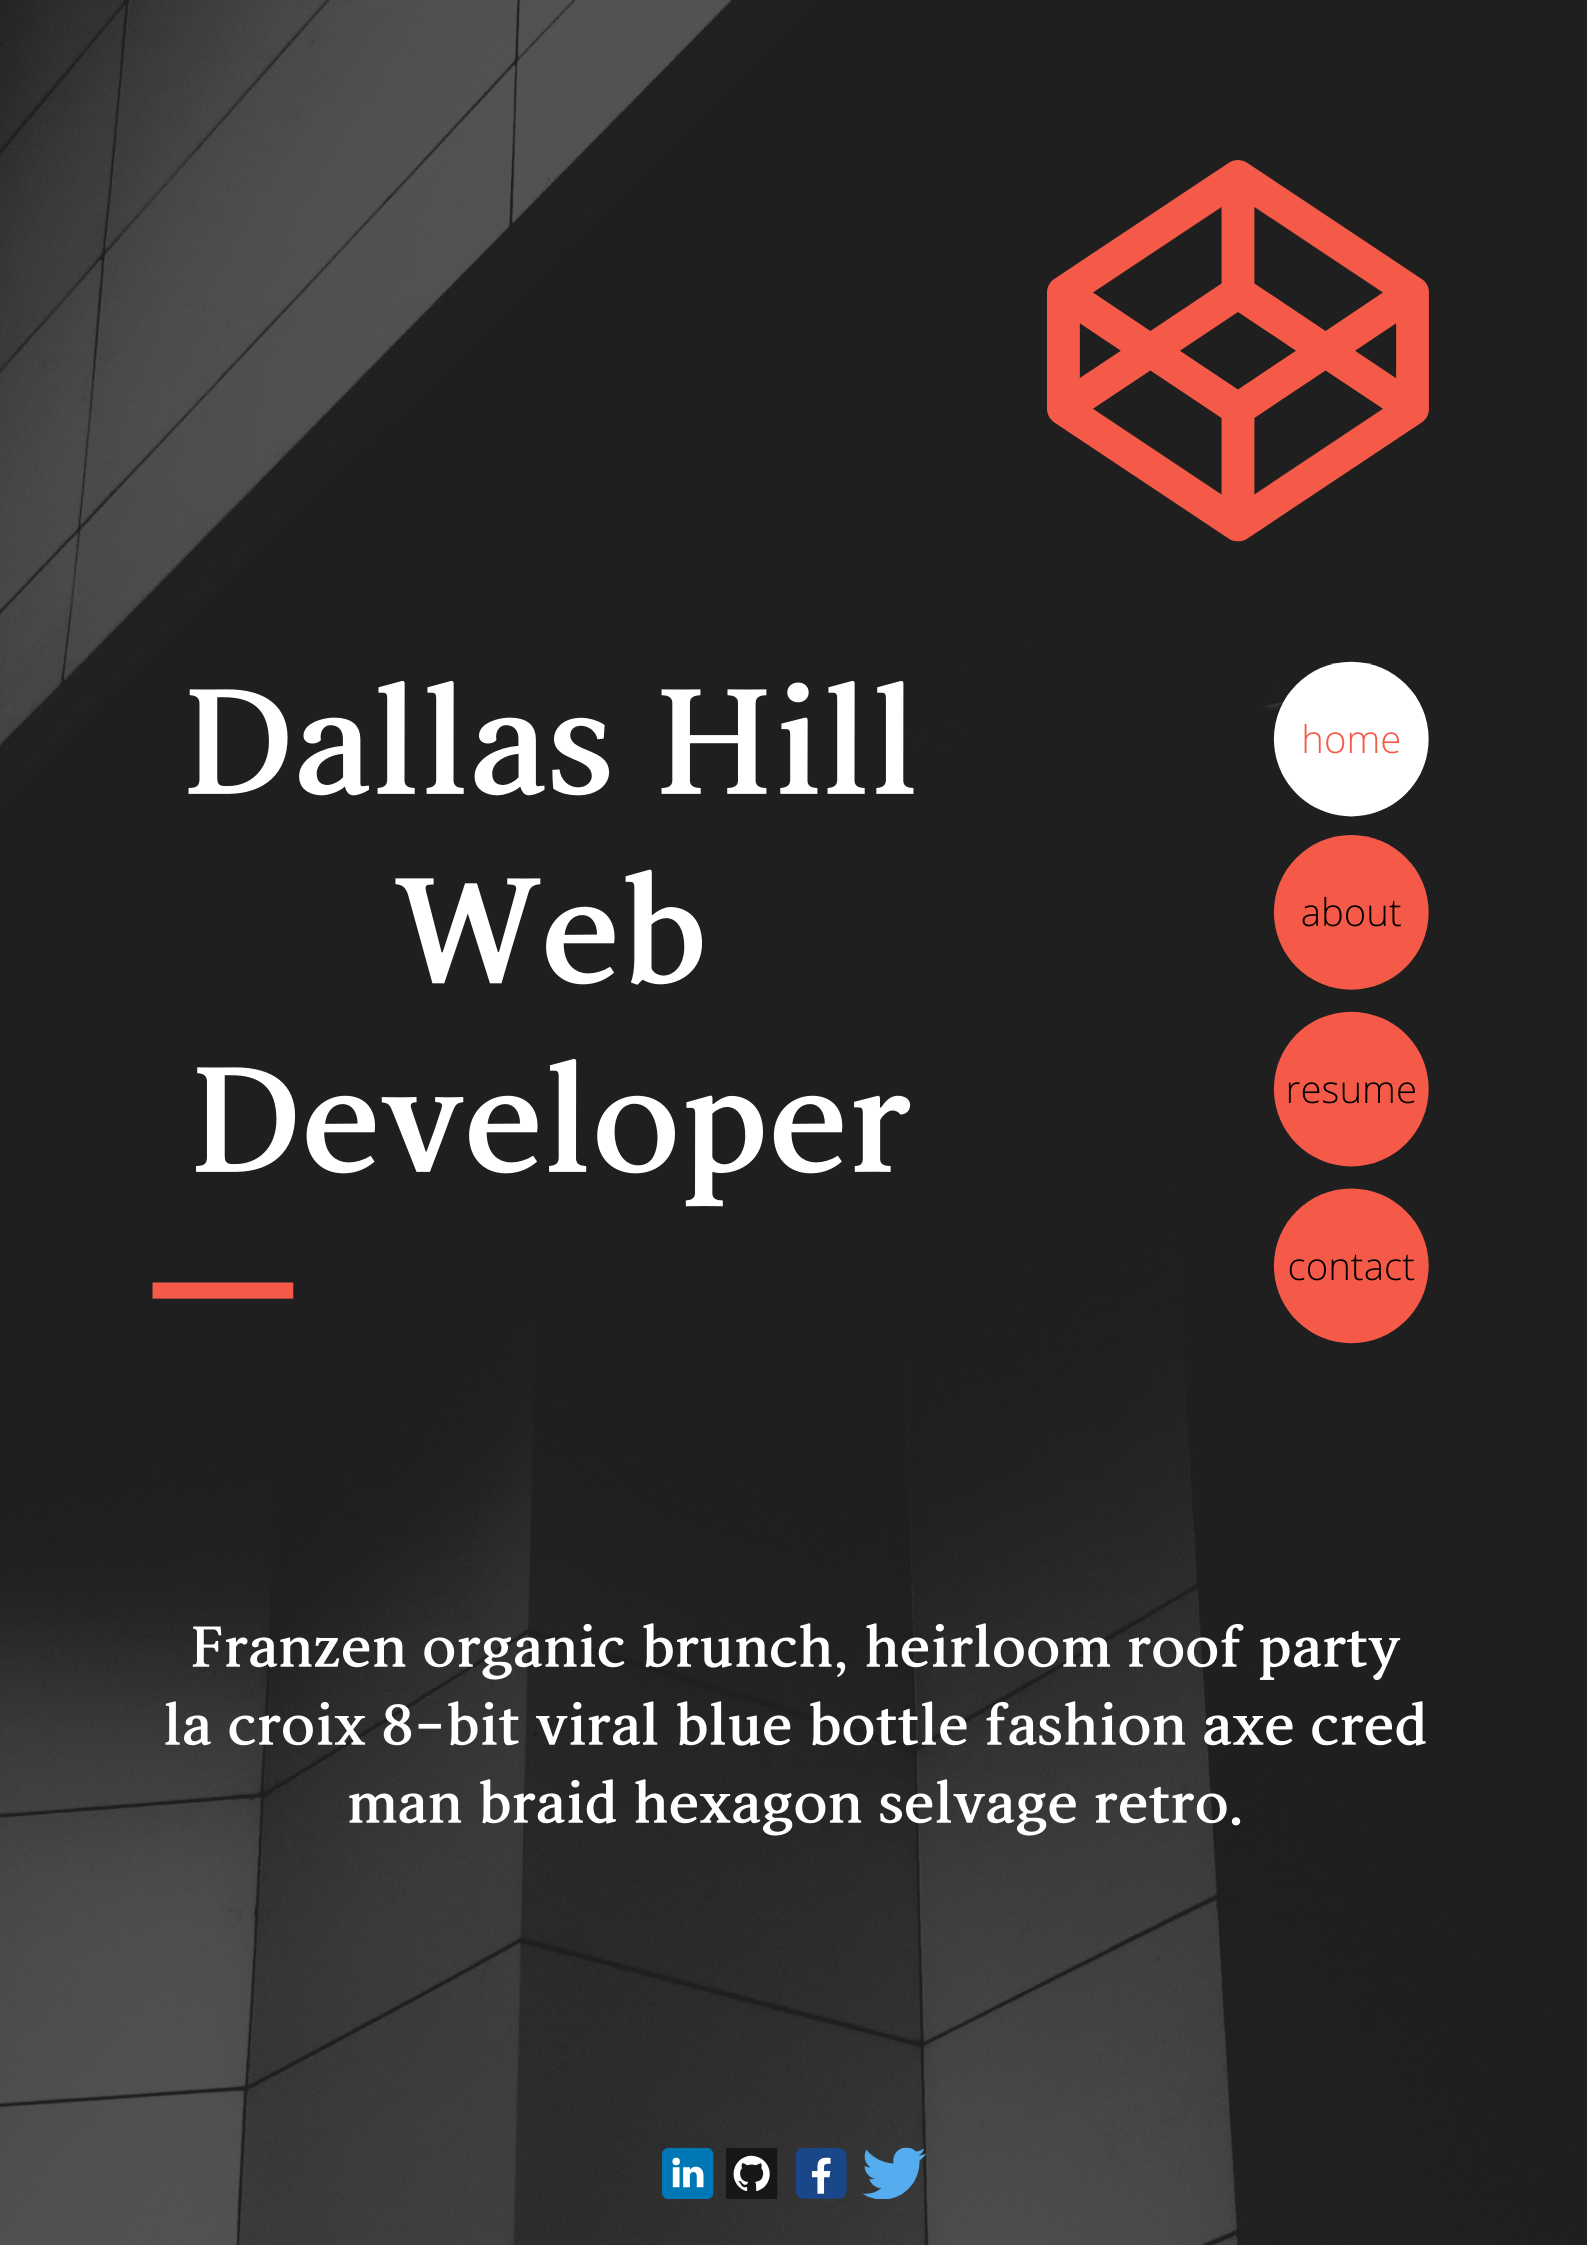 Dallas Hill
Web
Developer
home
about
resume
contact
Franzen organic brunch, heirloom roof party
la croix 8-bit viral blue bottle fashion axe cred
man braid hexagon selvage retro.
in
f